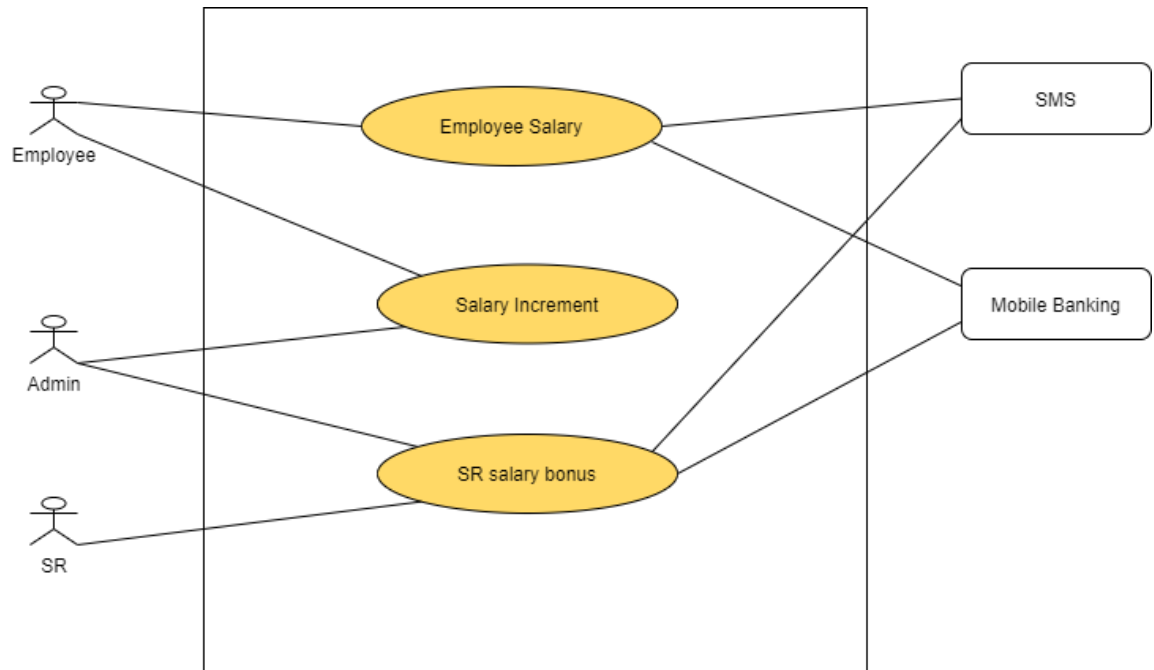 Employee Salary
SMS
Employee
Salary Increment
Mobile Banking
Admin
SR salary bonus
SR